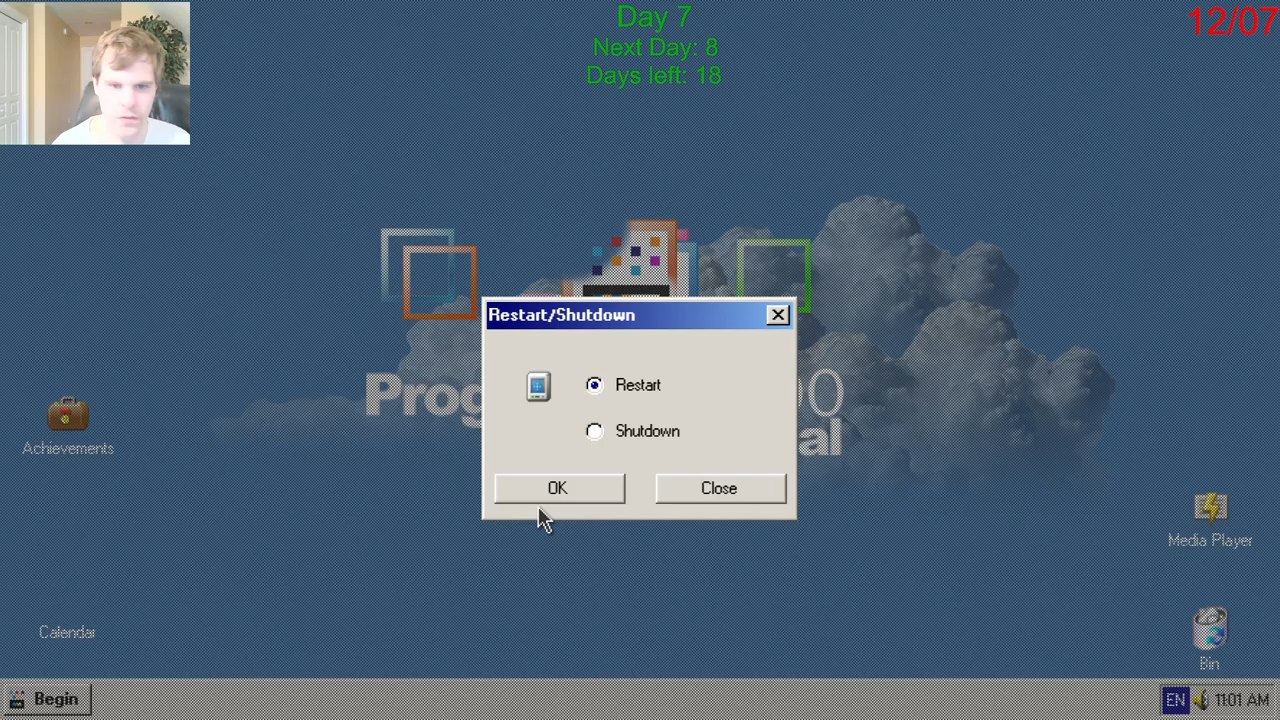 Day 7
Next Day: 8
Days left: 18
12/07
Restart/Shutdown
Restart
Shutdown
OK
Close
Achievements
Media Player
Calendar
Bin
Begin
EN
11:01 AM